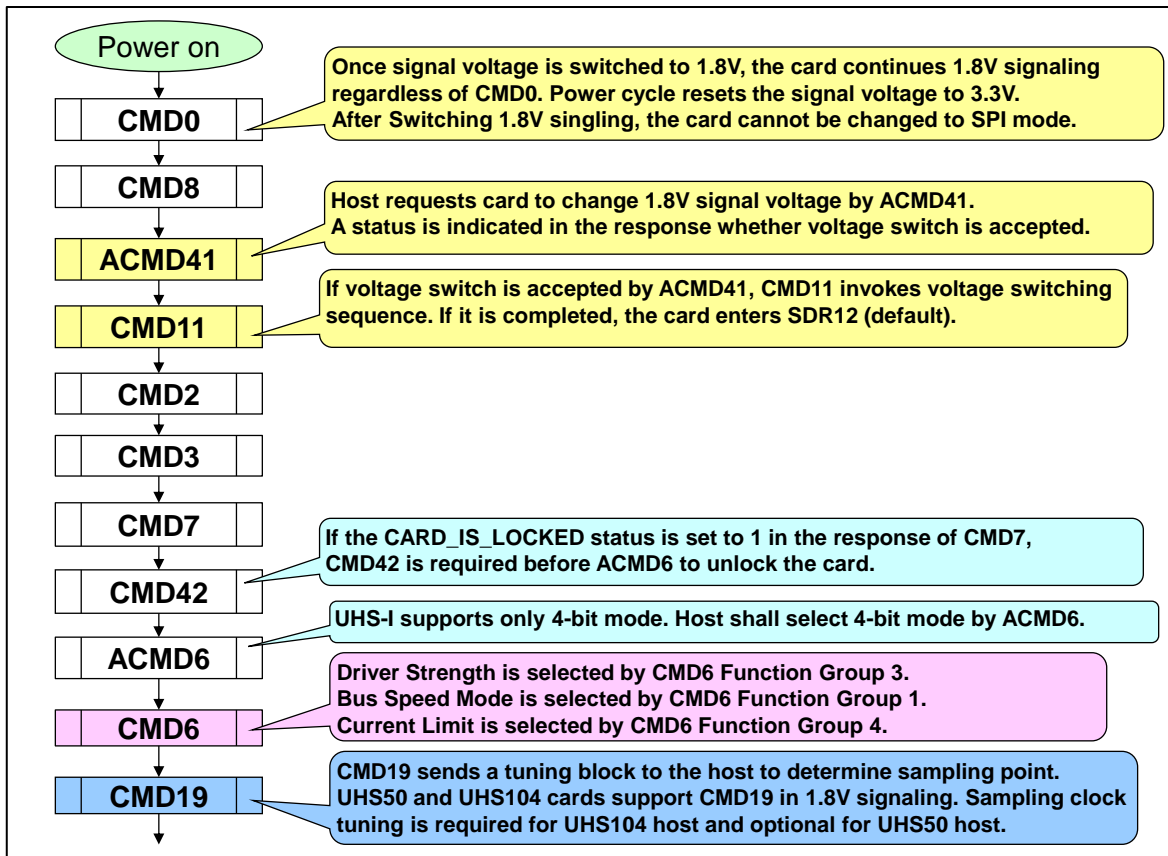 Power on
Once signal voltage is switched to 1.8V, the card continues 1.8V signaling
regardless of CMD0. Power cycle resets the signal voltage to 3.3V.
After Switching 1.8V singling, the card cannot be changed to SPI mode.
CMD0
CMD8
Host requests card to change 1.8V signal voltage by ACMD41.
A status is indicated in the response whether voltage switch is accepted.
ACMD41
If voltage switch is accepted by ACMD41, CMD11 invokes voltage switching
sequence. If it is completed, the card enters SDR12 (default).
CMD11
CMD2
CMD3
CMD7
If the CARD_IS_LOCKED status is set to 1 in the response of CMD7,
CMD42 is required before ACMD6 to unlock the card.
CMD42
UHS-I supports only 4-bit mode. Host shall select 4-bit mode by ACMD6.
ACMD6
Driver Strength is selected by CMD6 Function Group 3.
Bus Speed Mode is selected by CMD6 Function Group 1.
Current Limit is selected by CMD6 Function Group 4.
CMD6
CMD19 sends a tuning block to the host to determine sampling point.
UHS50 and UHS104 cards support CMD19 in 1.8V signaling. Sampling clock
tuning is required for UHS104 host and optional for UHS50 host.
CMD19